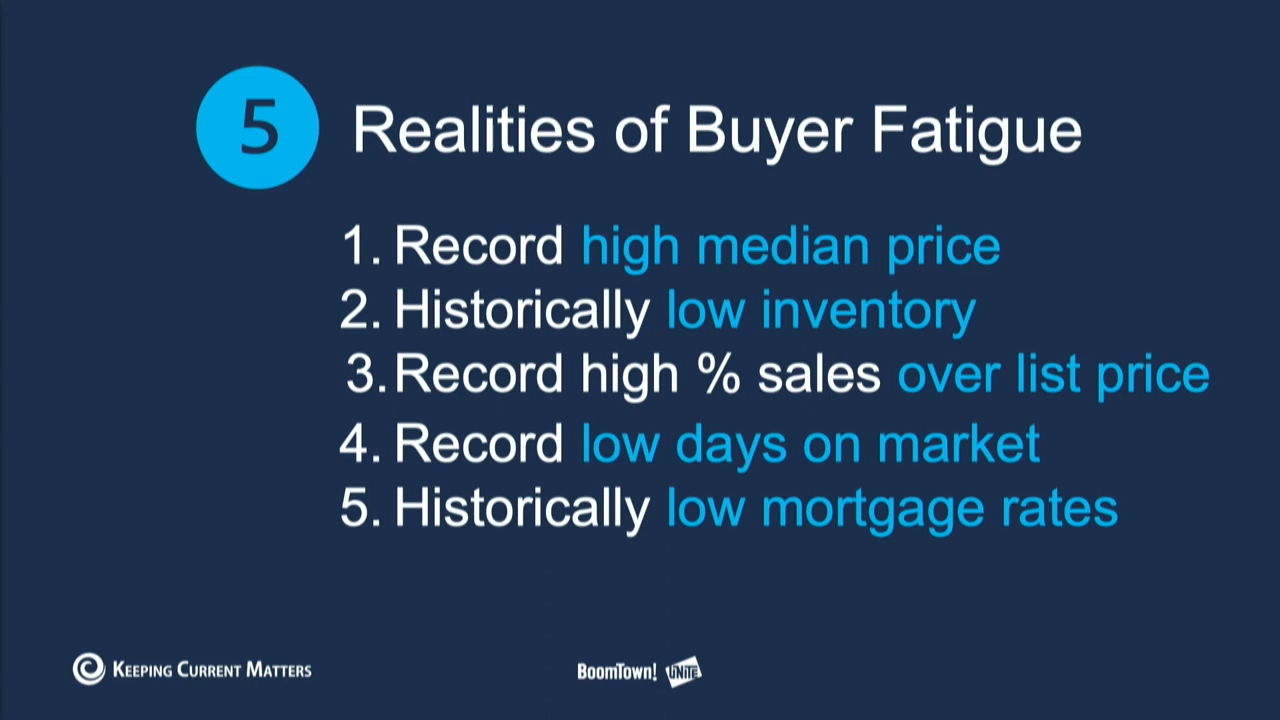 5 Realities of Buyer Fatigue
1. Record high median price
2. Historically low inventory
3. Record high % sales over list price
4. Record low days on market
5. Historically low mortgage rates
KEEPING CURRENT MATTERS
BoomTown! UNITE